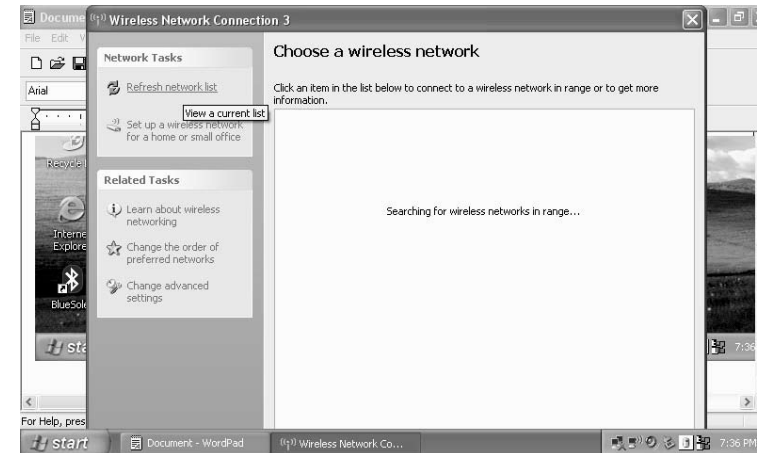 Docume
Wireless Network Connection 3
File Edit V
Arial
Network Tasks
Refresh network list
View a current list
Set up a wireless network
for a home or small office
Related Tasks
Learn about wireless
networking
Change the order of
preferred networks
Change advanced
settings
Choose a wireless network
Click an item in the list below to connect to a wireless network in range or to get more
information.
Searching for wireless networks in range...
Recycle
Interne
Explore
BlueSole
sta
7:36
For Help, pres
start
Document - WordPad
Wireless Network Co...
7:36 PM